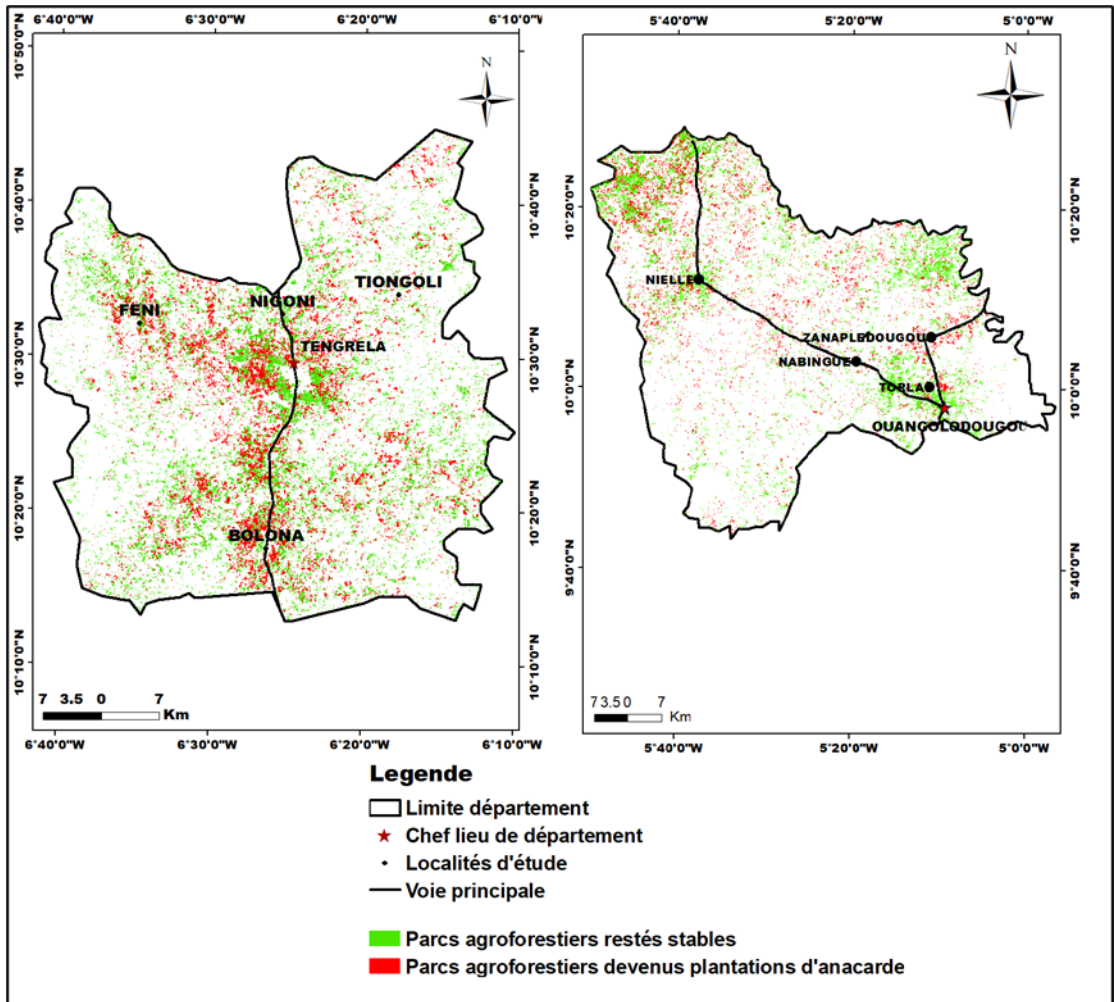 6°40'0"W 6°30'0"W 6°20'0"W 6°10'0"N
5°40'0"W 5°20'0"W 5°0'0"W
10°50'0"N
N
N
10°40'0"N
10°40'0"N
10°20'0"N
10°20'0"N
TIONGOLI
NIGONI
FENI
NIELLE
10°30'0"N
TENGRELA
10°30'0"N
ZANAPLEDOUGOU
NABINGUE
10°0'0"N
TORLA
10°0'0"N
OUANGOLODOUGOU
10°20'0"N
BOLONA
10°20'0"N
9°40'0"N
9°40'0"N
10°10'0"N
10°10'0"N
7 3.5 0 7
Km
7 3.5 0 7
Km
6°40'0"W 6°30'0"W 6°20'0"W 6°10'0"W
5°40'0"W 5°20'0"W 5°0'0"W
Legende
Limite département
Chef lieu de département
Localités d'étude
Voie principale
Parcs agroforestiers restés stables
Parcs agroforestiers devenus plantations d'anacarde